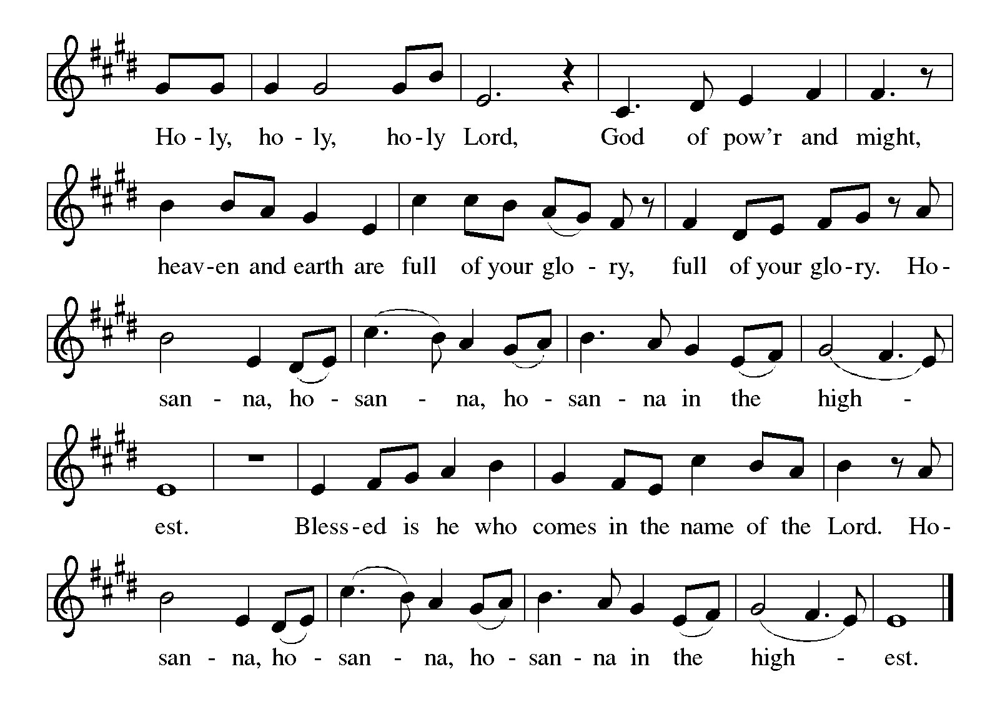 Ho - ly, ho - ly, ho - ly Lord, God of pow’r and might,
heav - en and earth are full of your glo - ry, full of your glo - ry. Ho -
san - na, ho - san - na, ho - san - na in the high -
est. Bless - ed is he who comes in the name of the Lord. Ho -
san - na, ho - san - na, ho - san - na in the high - est.